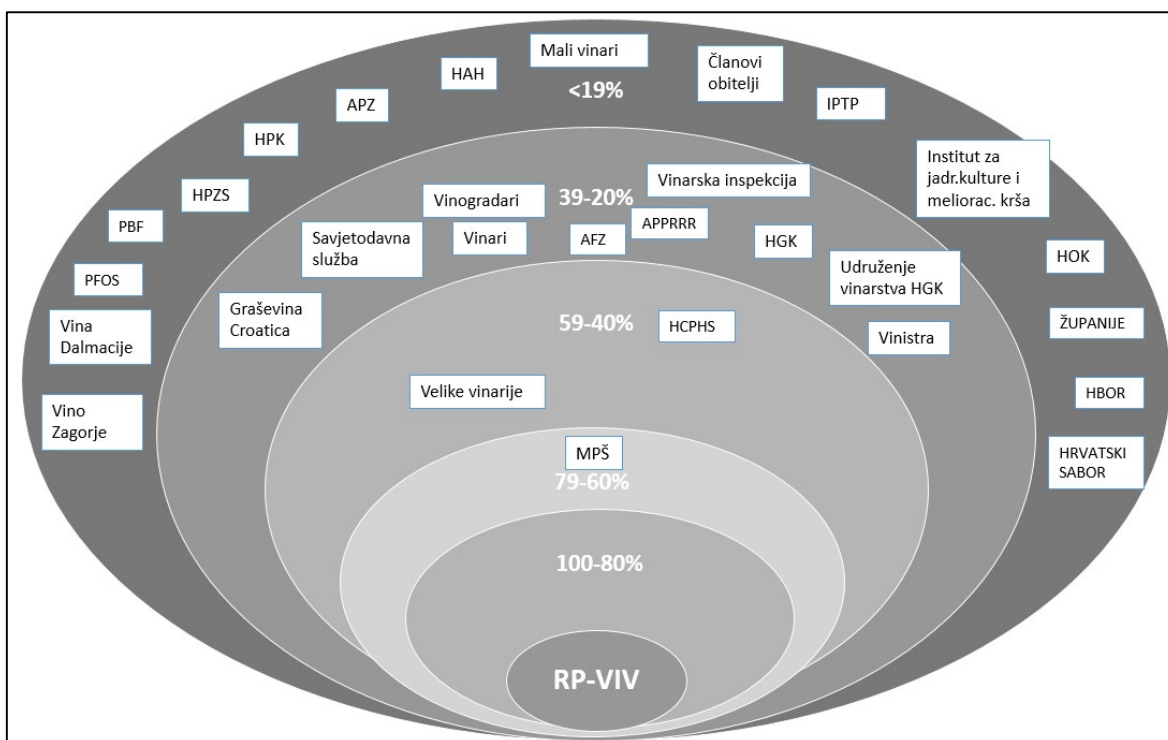 Mali vinari
Članovi
obitelji
HAH
<19%
IPTP
APZ
HPK
Institut za
jadr.kulture i
meliorac. krša
HPZS
39-20%
Vinarska inspekcija
Vinogradari
PBF
APPRRR
Savjetodavna
služba
Vinari
AFZ
HGK
HOK
PFOS
Udruženje
vinarstva HGK
Graševina
Croatica
Vina
Dalmacije
59-40%
HCPHS
Vinistra
ŽUPANIJE
Velike vinarije
HBOR
Vino
Zagorje
MPŠ
HRVATSKI
SABOR
79-60%
100-80%
RP-VIV